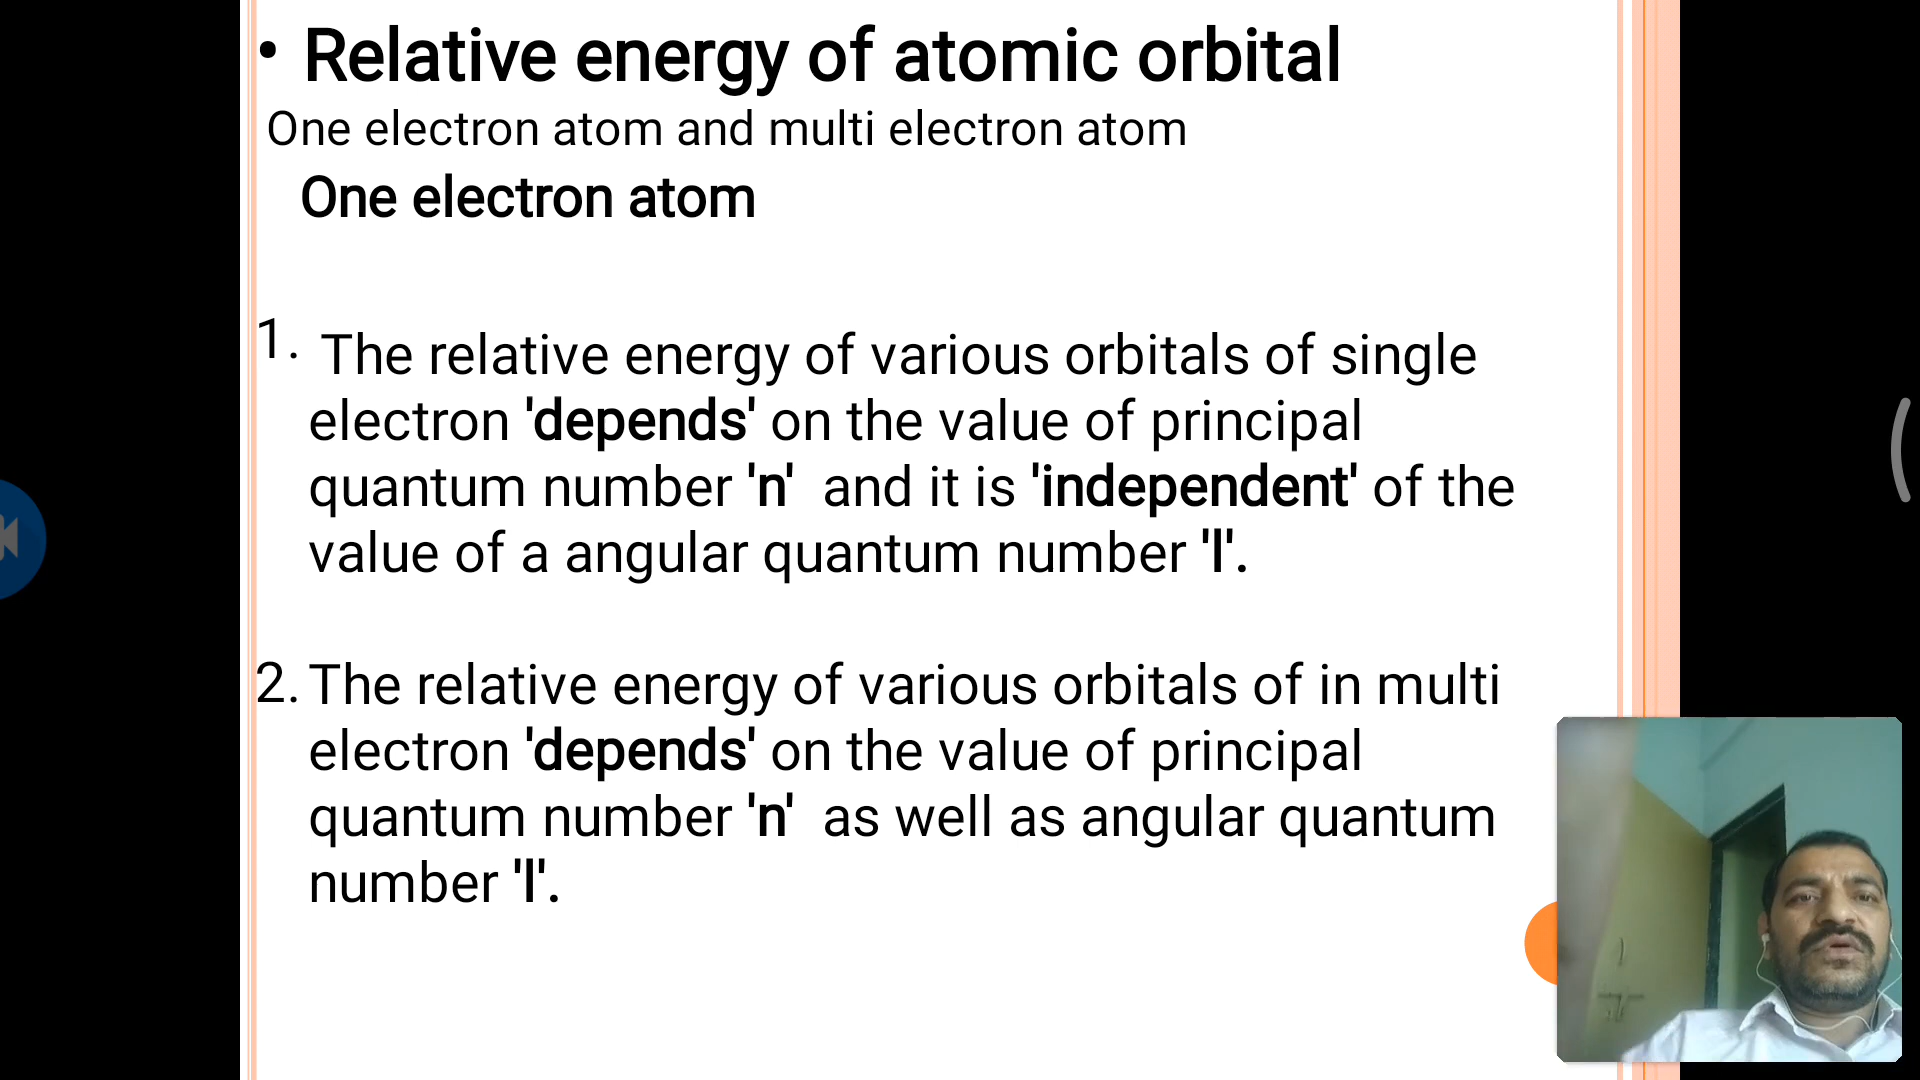 • Relative energy of atomic orbital
One electron atom and multi electron atom
One electron atom
1. The relative energy of various orbitals of single
electron 'depends' on the value of principal
quantum number 'n' and it is 'independent' of the
value of a angular quantum number 'l'.
2. The relative energy of various orbitals of in multi
electron 'depends' on the value of principal
quantum number 'n' as well as angular quantum
number 'l'.